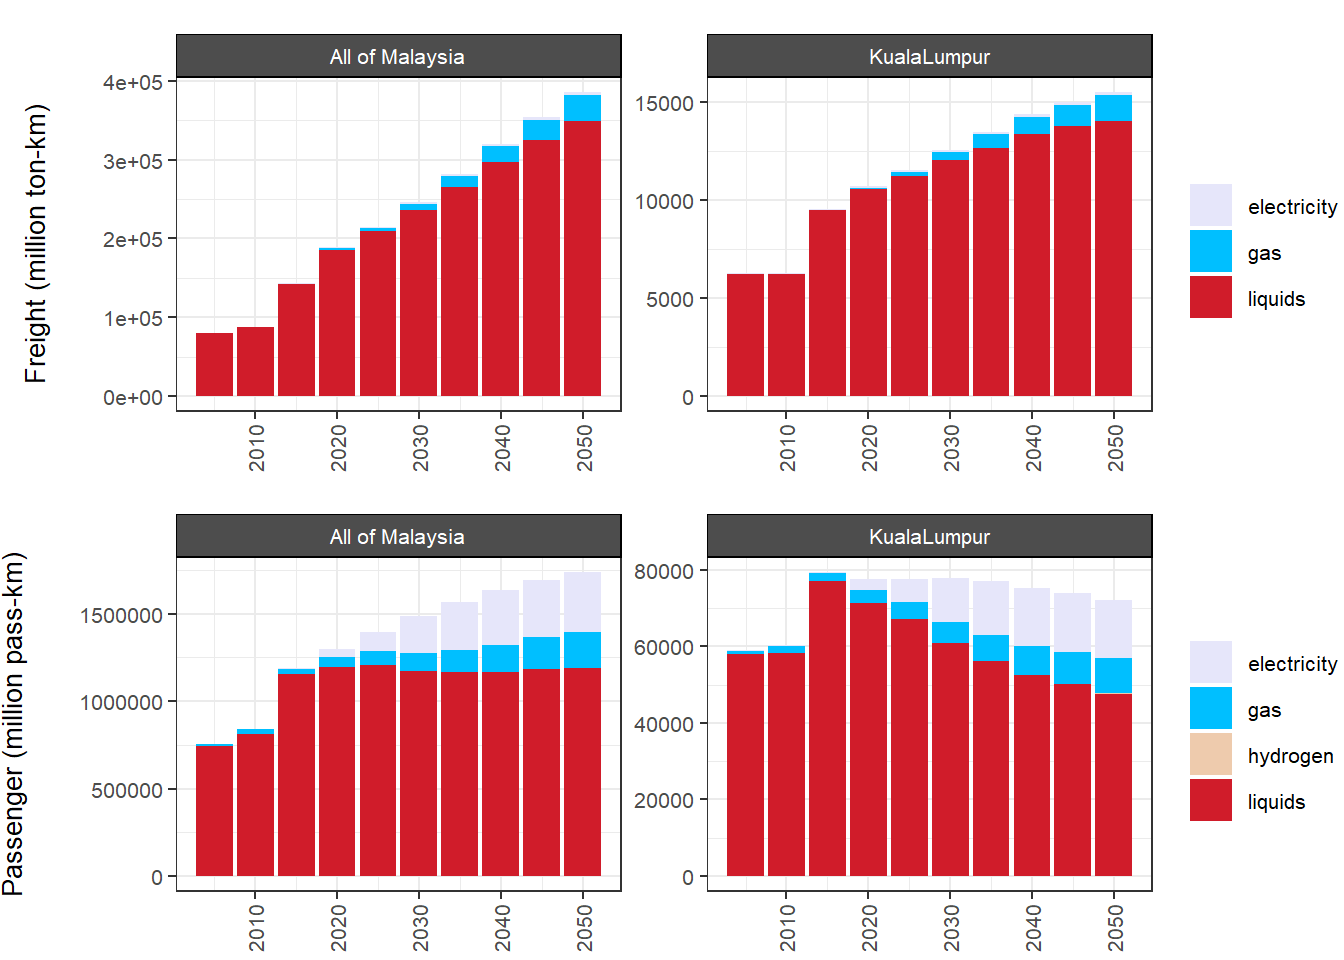 All of Malaysia
KualaLumpur
Freight (million ton-km)
4e+05
3e+05
2e+05
1e+05
0e+00
2010
2020
2030
2040
2050
15000
10000
5000
0
2010
2020
2030
2040
2050
electricity
gas
liquids
All of Malaysia
KualaLumpur
Passenger (million pass-km)
1500000
1000000
500000
0
2010
2020
2030
2040
2050
80000
60000
40000
20000
0
2010
2020
2030
2040
2050
electricity
gas
hydrogen
liquids